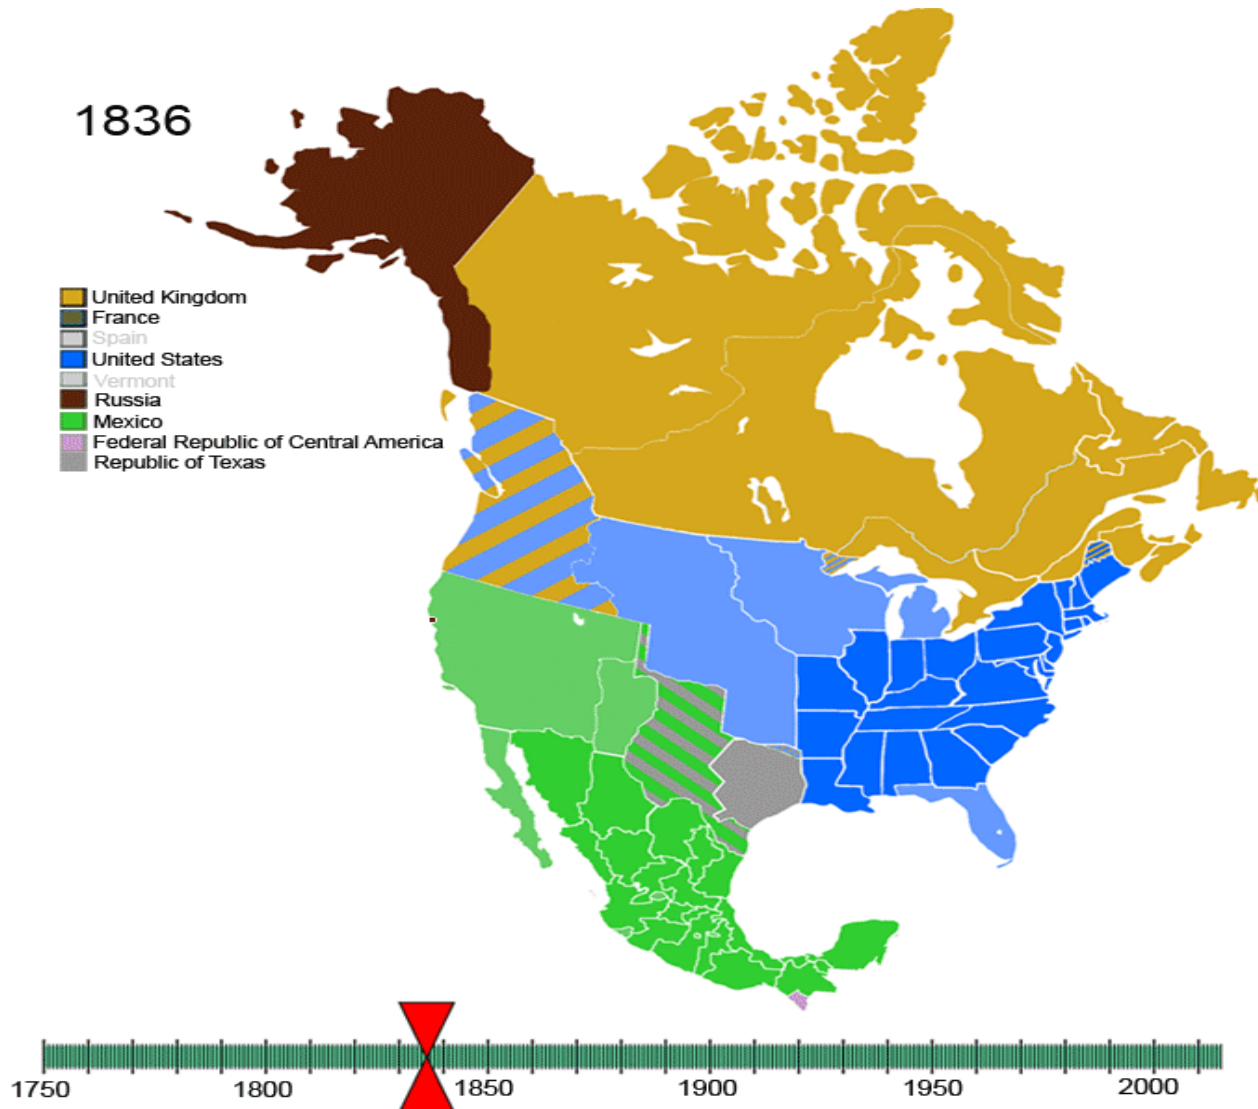 1836
United Kingdom
France
Spain
United States
Vermont
Russia
Mexico
Federal Republic of Central America
Republic of Texas
1750 1800 1850 1900 1950 2000